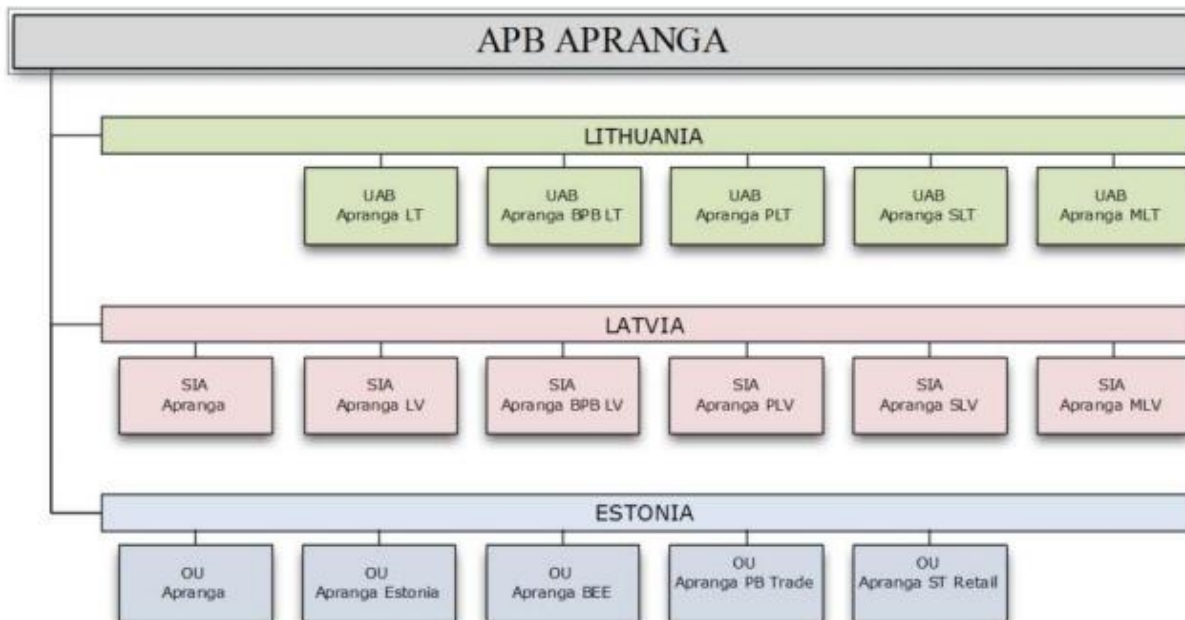 APB APRANGA
LITHUANIA
UAB
Apranga LT
UAB
Apranga BPB LT
UAB
Apranga PLT
UAB
Apranga SLT
UAB
Apranga MLT
LATVIA
SIA
Apranga
SIA
Apranga LV
SIA
Apranga BPB LV
SIA
Apranga PLV
SIA
Apranga SLV
SIA
Apranga MLV
ESTONIA
OU
Apranga
OU
Apranga Estonia
OU
Apranga BEE
OU
Apranga PB Trade
OU
Apranga ST Retail